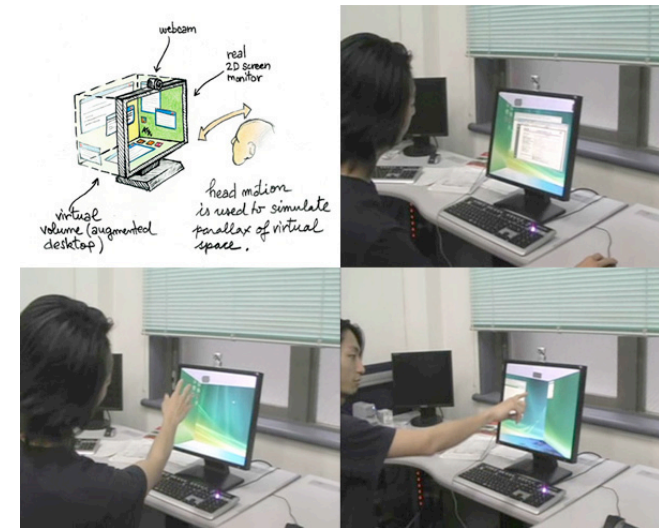 webcam
real
2D screen
monitor
virtual
volume (augmented
desktop)
head motion
is used to simulate
parallax of virtual
space.